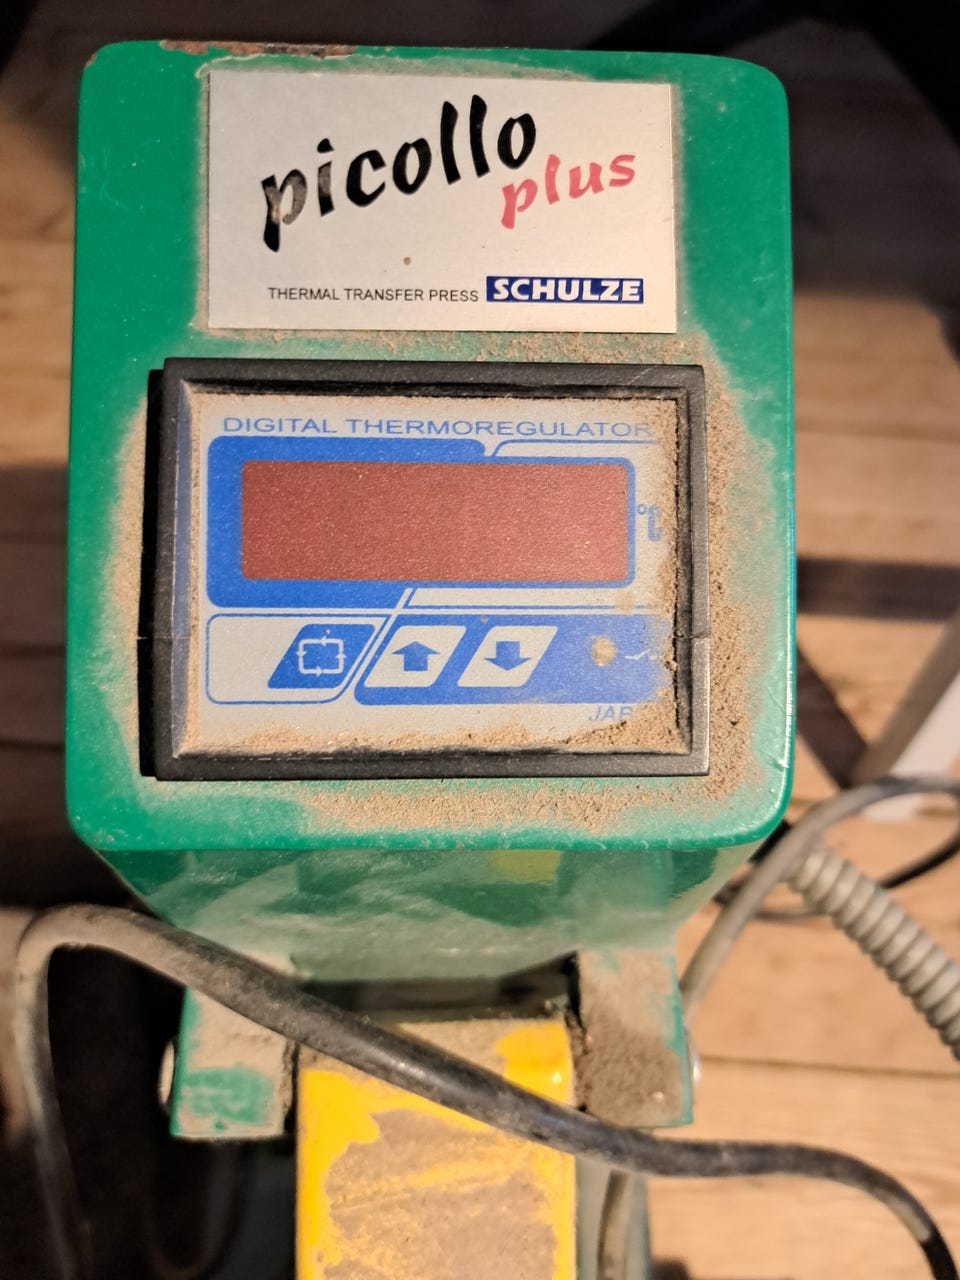 picollo
plus
THERMAL TRANSFER PRESS SCHULZE
DIGITAL THERMOREGULATOR
°C